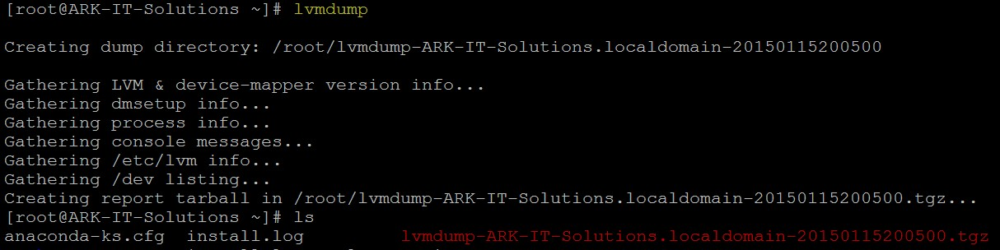 [root@ARK-IT-Solutions ~]# lvmdump
Creating dump directory: /root/lvmdump-ARK-IT-Solutions.localdomain-20150115200500
Gathering LVM & device-mapper version info...
Gathering dmsetup info...
Gathering process info...
Gathering console messages...
Gathering /etc/lvm info...
Gathering /dev listing...
Creating report tarball in /root/lvmdump-ARK-IT-Solutions.localdomain-20150115200500.tgz...
[root@ARK-IT-Solutions ~]# ls
anaconda-ks.cfg  install.log        lvmdump-ARK-IT-Solutions.localdomain-20150115200500.tgz